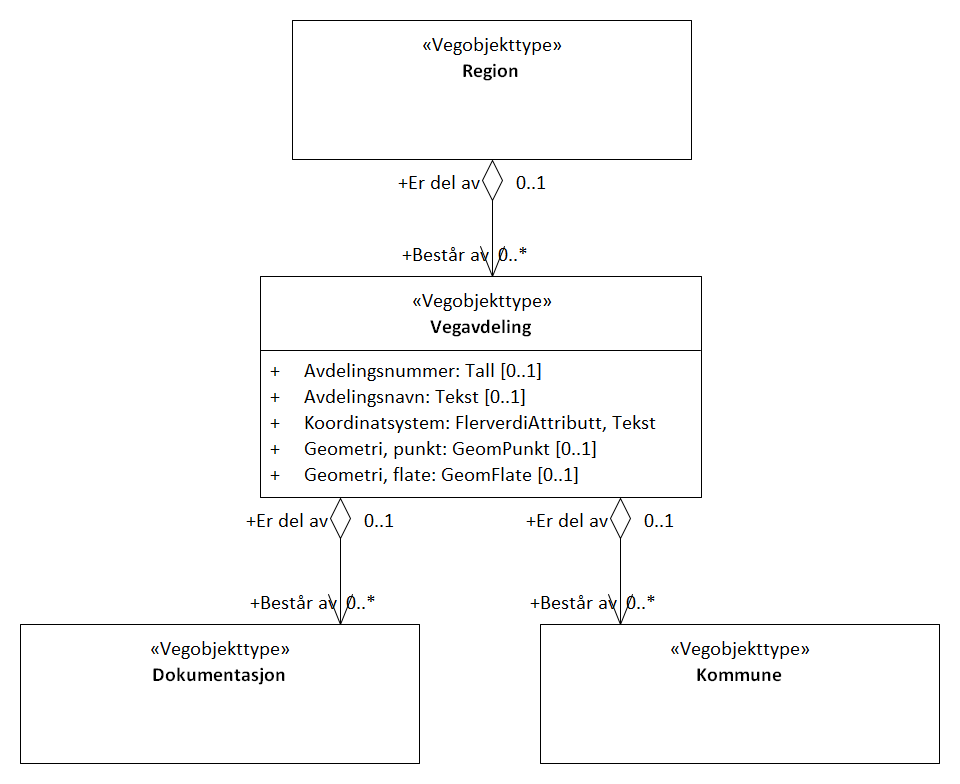 «Vegobjekttype»
Region
+Er del av 0..1
+Består av 0..*
«Vegobjekttype»
Vegavdeling
+ Avdelingsnummer: Tall [0..1]
+ Avdelingsnavn: Tekst [0..1]
+ Koordinatsystem: FlerverdiAttributt, Tekst
+ Geometri, punkt: GeomPunkt [0..1]
+ Geometri, flate: GeomFlate [0..1]
+Er del av 0..1
+Består av 0..*
«Vegobjekttype»
Dokumentasjon
+Er del av 0..1
+Består av 0..*
«Vegobjekttype»
Kommune